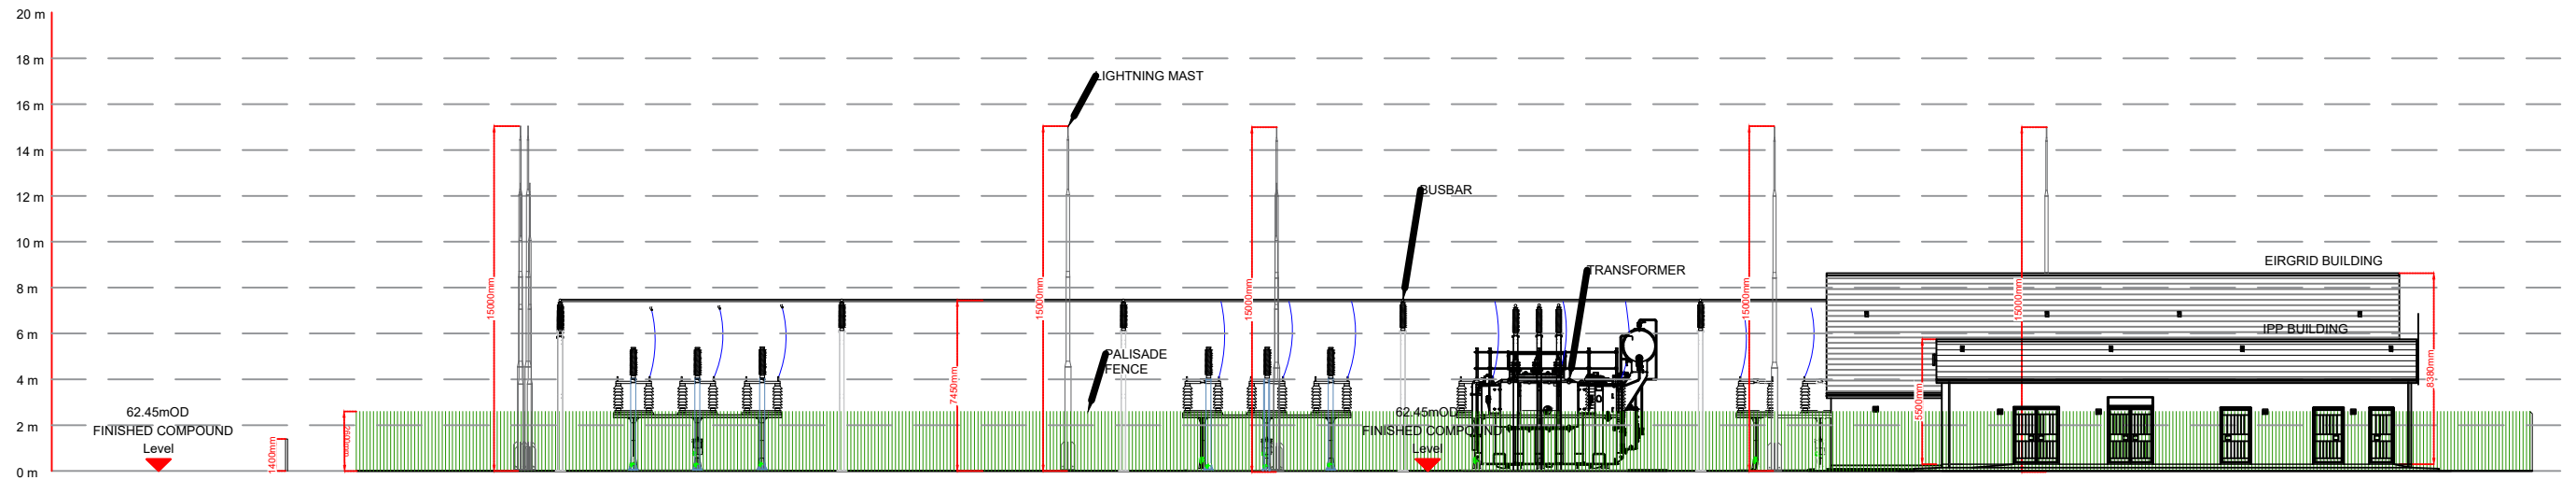 20 m
18 m
16 m
14 m
12 m
10 m
8 m
6 m
4 m
2 m
0 m
LIGHTNING MAST
BUSBAR
TRANSFORMER
EIRGRID BUILDING
IPP BUILDING
PALISADE
FENCE
62.45mOD
FINISHED COMPOUND
Level
1400mm
2600mm
15000mm
7450mm
15000mm
15000mm
62.45mOD
FINISHED COMPOUND
Level
15000mm
5500mm
15000mm
8380mm